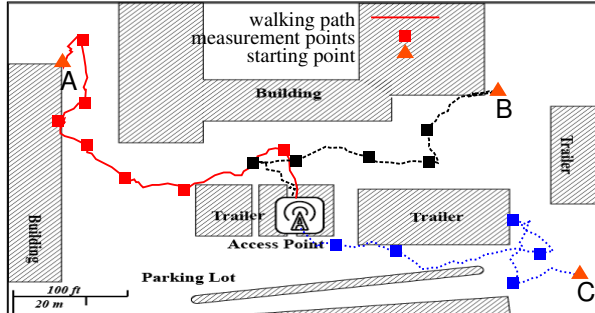 walking path
measurement points
starting point
A
Building
B
Trailer
Building
Trailer
Trailer
Access Point
Parking Lot
C
100 ft
20 m